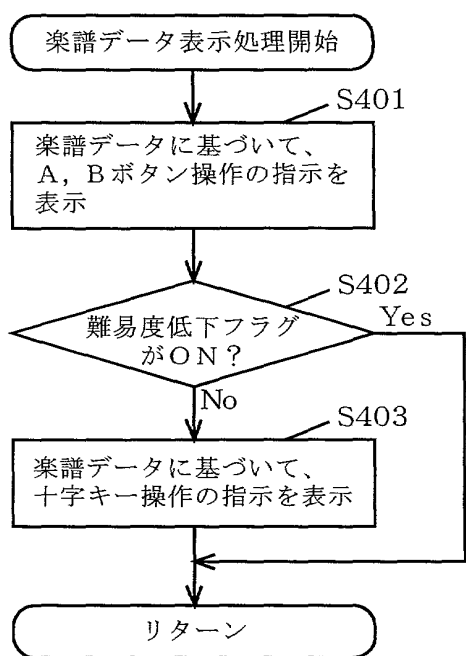 楽譜データ表示処理開始
S401
楽譜データに基づいて、
A，Bボタン操作の指示を
表示
S402
難易度低下フラグ
がON？
Yes
No
S403
楽譜データに基づいて、
十字キー操作の指示を表示
リターン